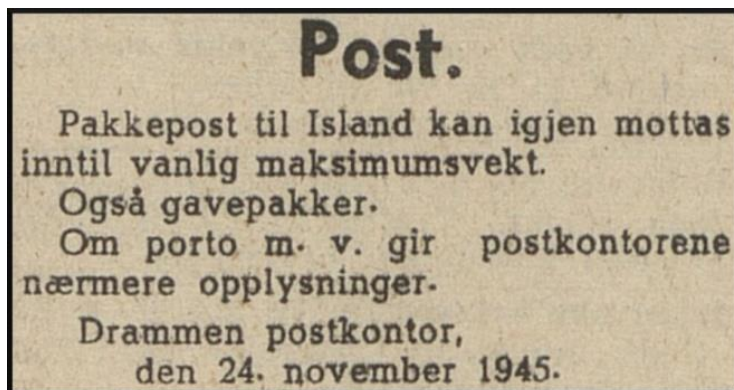 Post.
Pakkepost til Island kan igjen mottas
inntil vanlig maksimumsvekt.
Også gavepakker.
Om porto m. v. gir postkontorene
nærmere opplysninger.
Drammen postkontor,
den 24. november 1945.